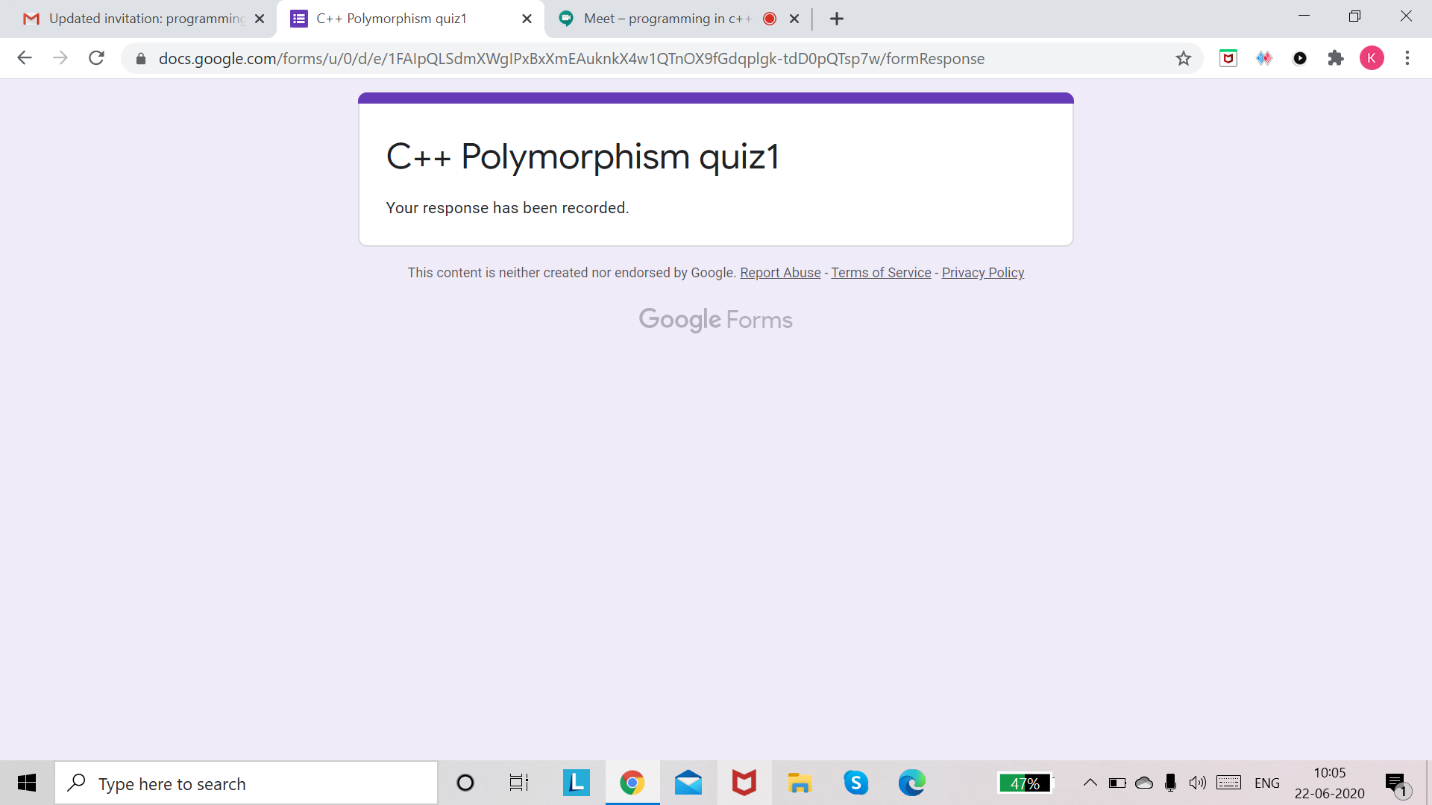 Updated invitation: programming
C++ Polymorphism quiz1
Meet – programming in c++
docs.google.com/forms/u/0/d/e/1FAIpQLSdmXWgIPxBxXmEAuknkX4w1QTnOX9fGdqplgk-tdD0pQTsp7w/formResponse
K
C++ Polymorphism quiz1
Your response has been recorded.
This content is neither created nor endorsed by Google. Report Abuse - Terms of Service - Privacy Policy
Google Forms
Type here to search
L
47%
ENG
10:05
22-06-2020
1